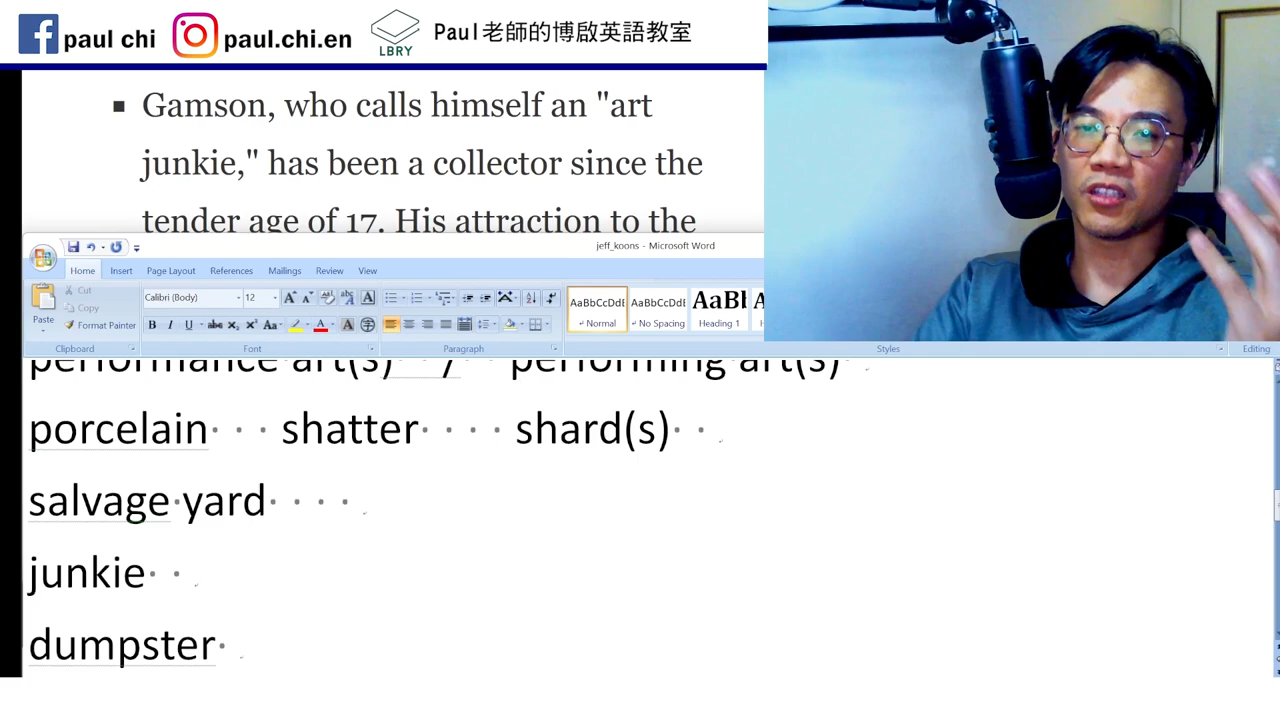 paul chi
paul.chi.en
LBRY
Paul老師的博啟英語教室
▪ Gamson, who calls himself an "art
junkie," has been a collector since the
tender age of 17. His attraction to the
jeff_koons - Microsoft Word
Home Insert Page Layout References Mailings Review View
Paste
Cut
Copy
Format Painter
Clipboard
Calibri (Body) 12
Font
Paragraph
AaBbCcDdE
Normal
AaBbCcDdE
No Spacing
AaBb
Heading 1
Styles
Editing
performance art(s) / performing art(s)
porcelain shatter shard(s)
salvage yard
junkie
dumpster